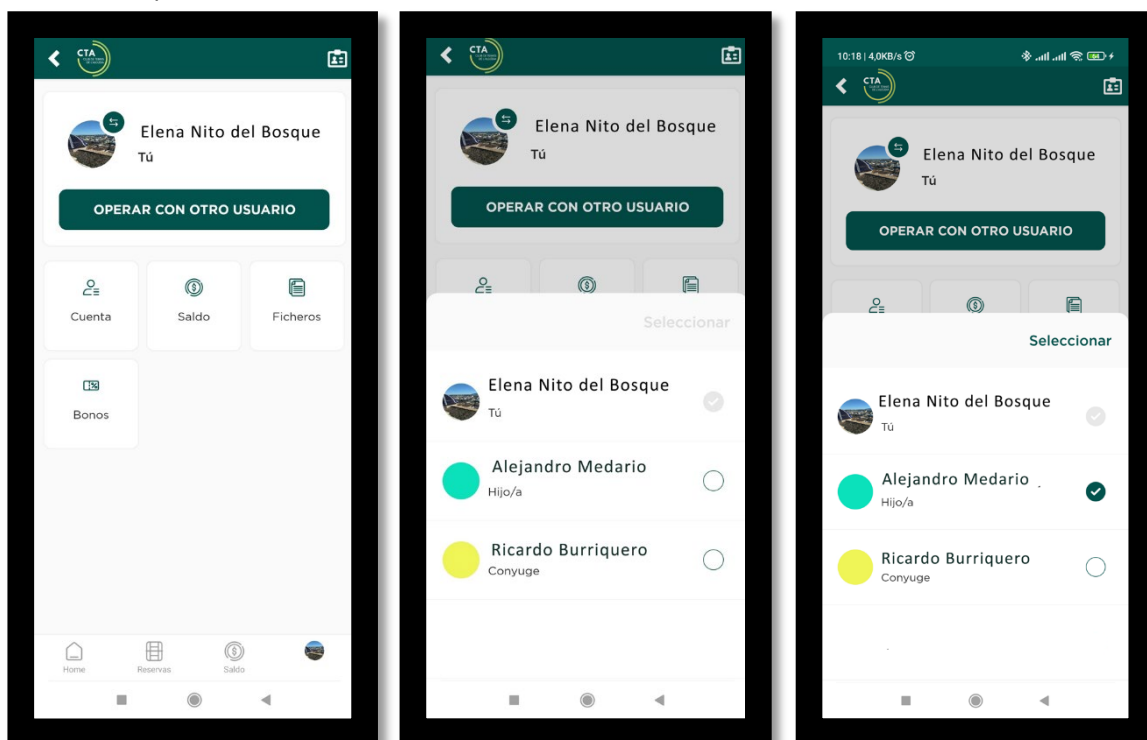 CTA
Elena Nito del Bosque
Tú
OPERAR CON OTRO USUARIO
Cuenta
Saldo
Ficheros
Bonos
Home
Reservas
Saldo
CTA
Elena Nito del Bosque
Tú
OPERAR CON OTRO USUARIO
Seleccionar
Elena Nito del Bosque
Tú
Alejandro Medario
Hijo/a
Ricardo Burriquero
Conyuge
10:18 | 4,0KB/s
CTA
Elena Nito del Bosque
Tú
OPERAR CON OTRO USUARIO
Seleccionar
Elena Nito del Bosque
Tú
Alejandro Medario
Hijo/a
Ricardo Burriquero
Conyuge